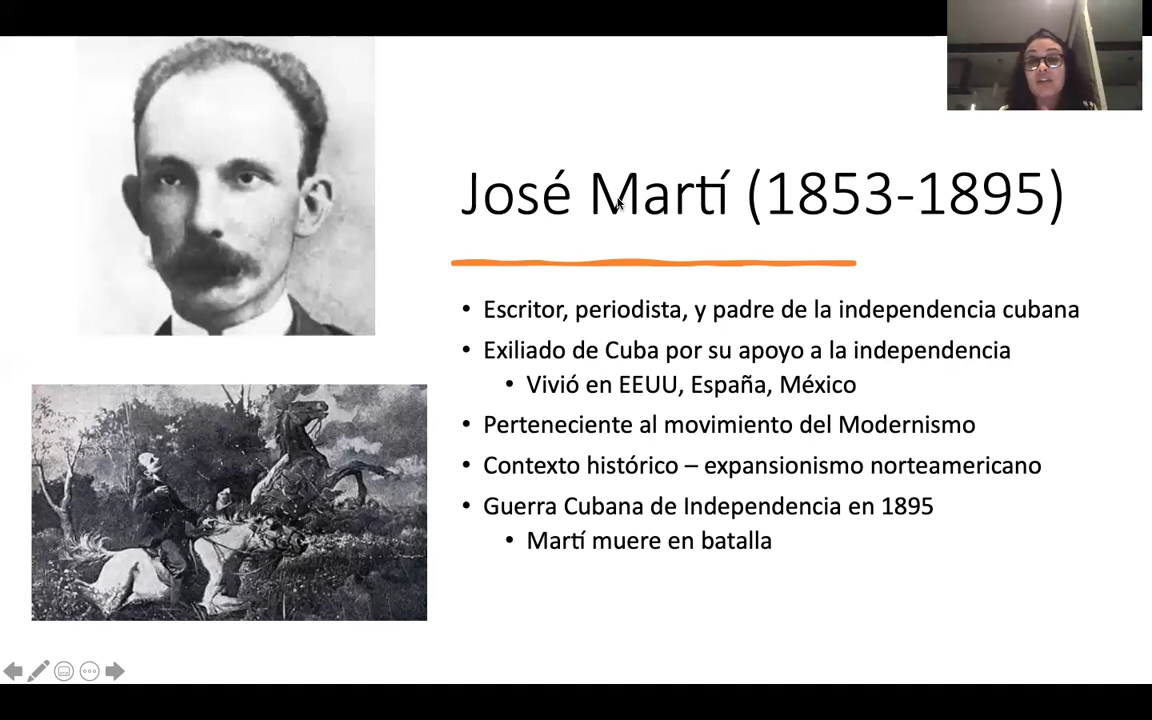 José Martí (1853-1895)
• Escritor, periodista, y padre de la independencia cubana
• Exiliado de Cuba por su apoyo a la independencia
• Vivió en EEUU, España, México
• Perteneciente al movimiento del Modernismo
• Contexto histórico – expansionismo norteamericano
• Guerra Cubana de Independencia en 1895
• Martí muere en batalla